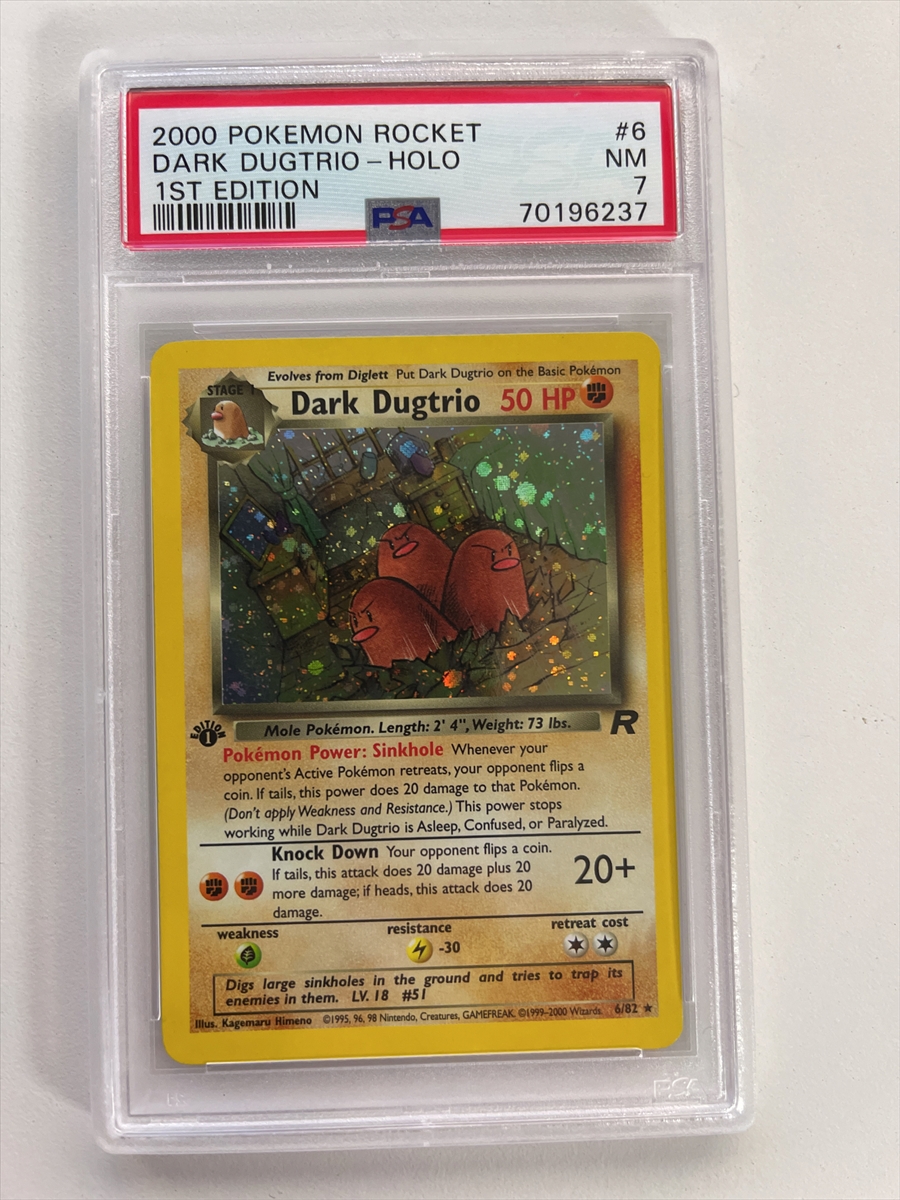 2000 POKEMON ROCKET #6
DARK DUGTRIO – HOLO NM
1ST EDITION 7
PSA 70196237
Evolves from Diglett Put Dark Dugtrio on the Basic Pokémon
STAGE 1
Dark Dugtrio 50 HP
Mole Pokémon. Length: 2' 4", Weight: 73 lbs.
R
EDITION
1
Pokémon Power: Sinkhole Whenever your
opponent's Active Pokémon retreats, your opponent flips a
coin. If tails, this power does 20 damage to that Pokémon.
(Don't apply Weakness and Resistance.) This power stops
working while Dark Dugtrio is Asleep, Confused, or Paralyzed.
Knock Down Your opponent flips a coin.
If tails, this attack does 20 damage plus 20
more damage; if heads, this attack does 20
damage.
20+
weakness resistance retreat cost
-30
Digs large sinkholes in the ground and tries to trap its
enemies in them. LV. 18 #51
Illus. Kagemaru Himeno ©1995, 96, 98 Nintendo, Creatures, GAMEFREAK. ©1999–2000 Wizards. 6/82 ★
PSA